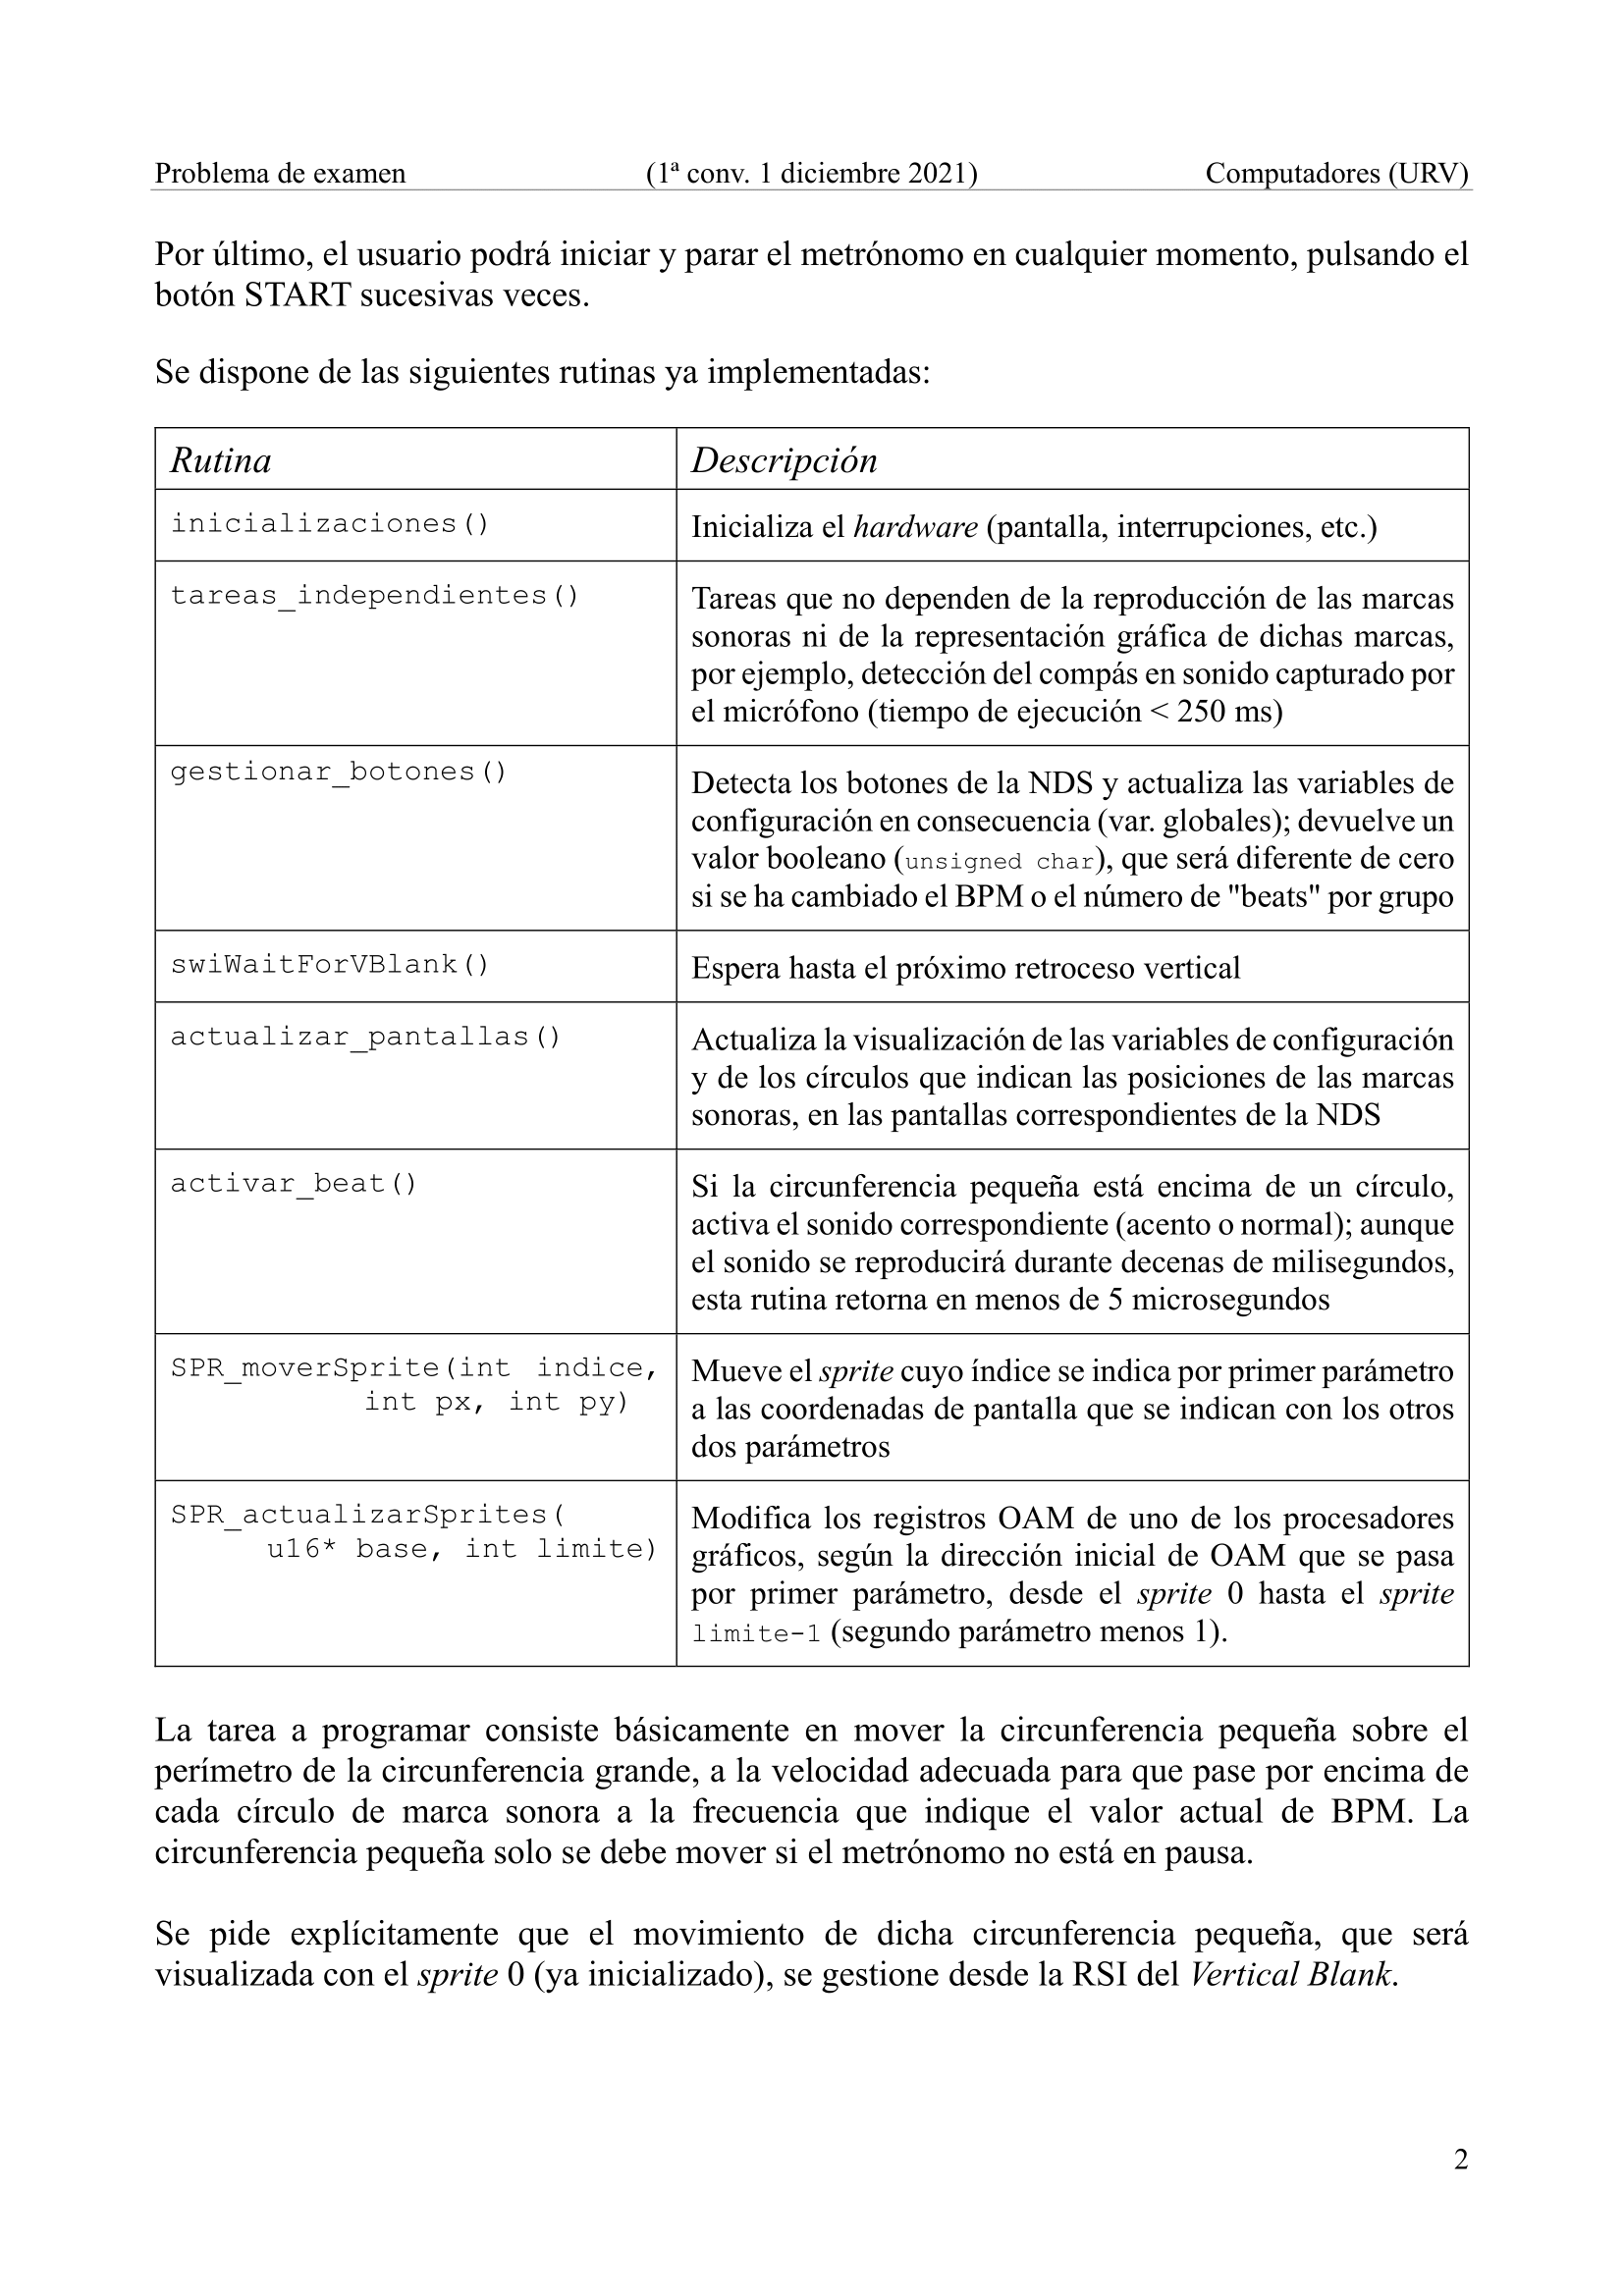 Problema de examen (1ª conv. 1 diciembre 2021) Computadores (URV)
Por último, el usuario podrá iniciar y parar el metrónomo en cualquier momento, pulsando el
botón START sucesivas veces.
Se dispone de las siguientes rutinas ya implementadas:
Rutina Descripción
inicializaciones() Inicializa el hardware (pantalla, interrupciones, etc.)
tareas_independientes() Tareas que no dependen de la reproducción de las marcas
sonoras ni de la representación gráfica de dichas marcas,
por ejemplo, detección del compás en sonido capturado por
el micrófono (tiempo de ejecución < 250 ms)
gestionar_botones() Detecta los botones de la NDS y actualiza las variables de
configuración en consecuencia (var. globales); devuelve un
valor booleano (unsigned char), que será diferente de cero
si se ha cambiado el BPM o el número de "beats" por grupo
swiWaitForVBlank() Espera hasta el próximo retroceso vertical
actualizar_pantallas() Actualiza la visualización de las variables de configuración
y de los círculos que indican las posiciones de las marcas
sonoras, en las pantallas correspondientes de la NDS
activar_beat() Si la circunferencia pequeña está encima de un círculo,
activa el sonido correspondiente (acento o normal); aunque
el sonido se reproducirá durante decenas de milisegundos,
esta rutina retorna en menos de 5 microsegundos
SPR_moverSprite(int indice, Mueve el sprite cuyo índice se indica por primer parámetro
int px, int py) a las coordenadas de pantalla que se indican con los otros
dos parámetros
SPR_actualizarSprites( Modifica los registros OAM de uno de los procesadores
u16* base, int limite) gráficos, según la dirección inicial de OAM que se pasa
por primer parámetro, desde el sprite 0 hasta el sprite
limite-1 (segundo parámetro menos 1).
La tarea a programar consiste básicamente en mover la circunferencia pequeña sobre el
perímetro de la circunferencia grande, a la velocidad adecuada para que pase por encima de
cada círculo de marca sonora a la frecuencia que indique el valor actual de BPM. La
circunferencia pequeña solo se debe mover si el metrónomo no está en pausa.
Se pide explícitamente que el movimiento de dicha circunferencia pequeña, que será
visualizada con el sprite 0 (ya inicializado), se gestione desde la RSI del Vertical Blank.
2